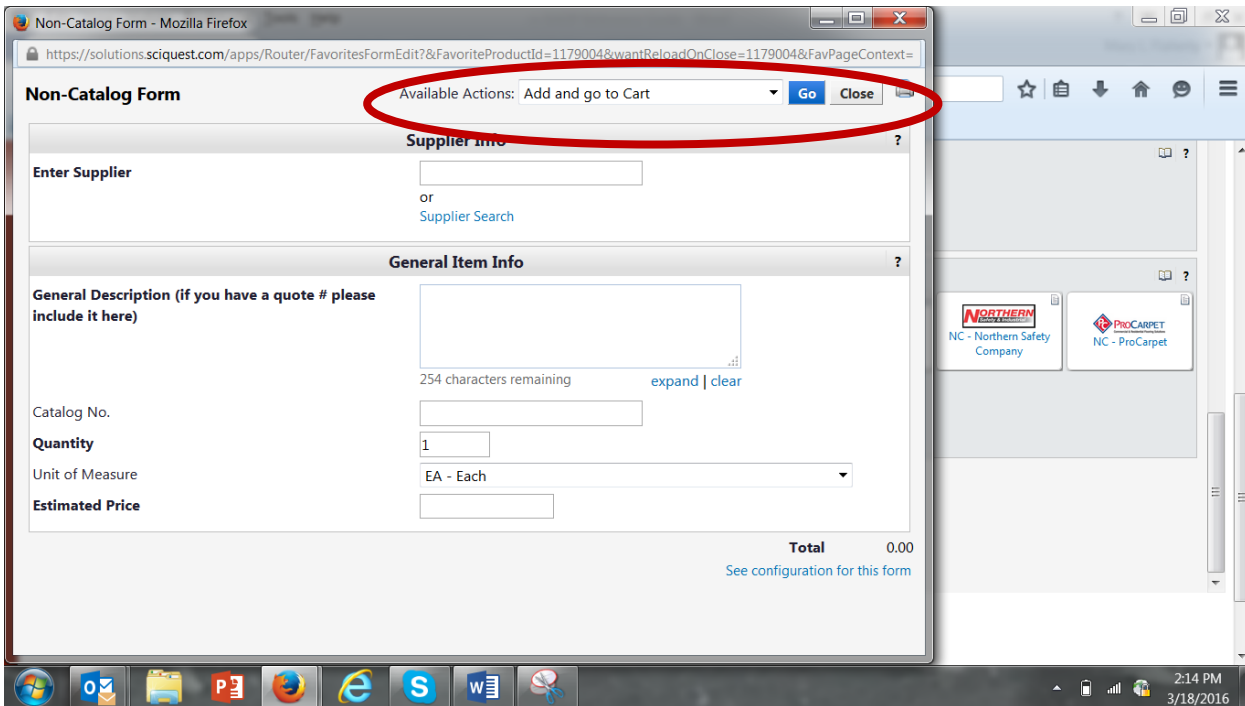 Non-Catalog Form - Mozilla Firefox
https://solutions.sciquest.com/apps/Router/FavoritesFormEdit?&FavoriteProductId=1179004&wantReloadOnClose=1179004&FavPageContext=
Non-Catalog Form
Available Actions: Add and go to Cart Go Close
Supplier Info ?
Enter Supplier
or
Supplier Search
General Item Info ?
General Description (if you have a quote # please
include it here)
254 characters remaining expand | clear
Catalog No.
Quantity 1
Unit of Measure EA - Each
Estimated Price
Total 0.00
See configuration for this form
?
?
NORTHERN
Safety & Industrial
NC - Northern Safety
Company
PROCARPET
NC - ProCarpet
2:14 PM
3/18/2016